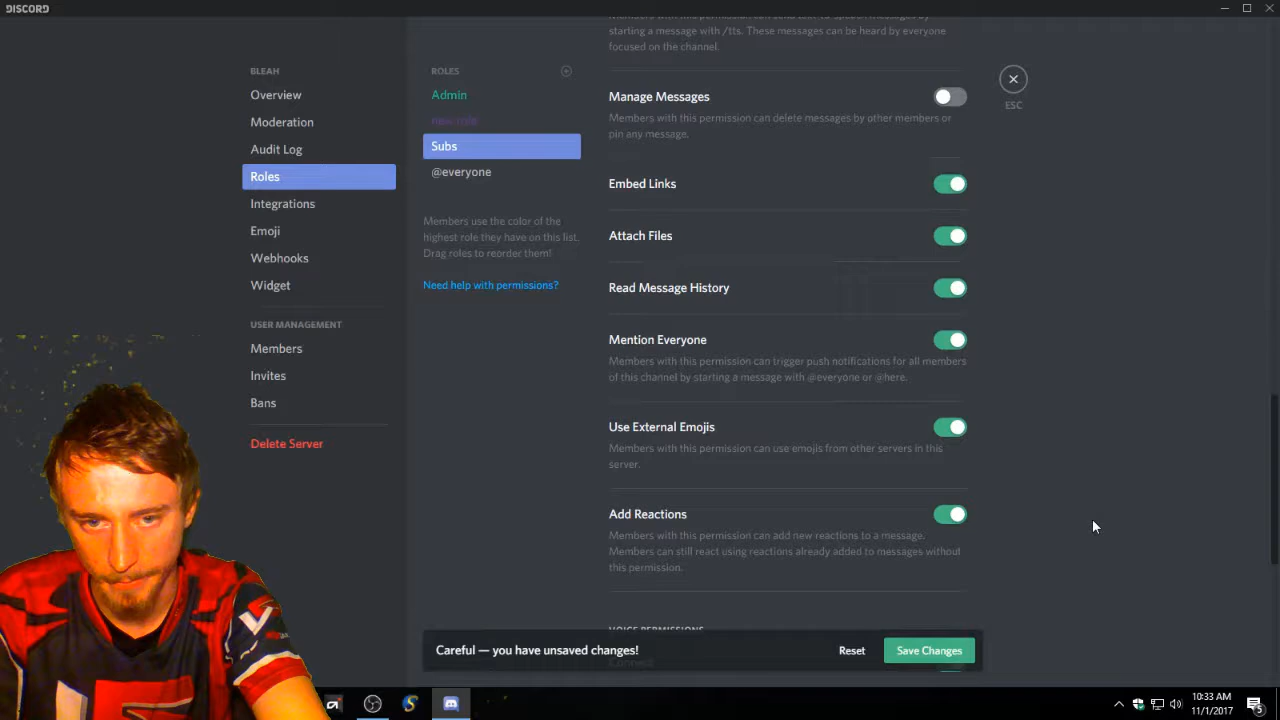 DISCORD
starting a message with /tts. These messages can be heard by everyone
focused on the channel.
BLEAH
Overview
Moderation
Audit Log
Roles
Integrations
Emoji
Webhooks
Widget
USER MANAGEMENT
Members
Invites
Bans
Delete Server
ROLES
Admin
new role
Subs
@everyone
Members use the color of the
highest role they have on this list.
Drag roles to reorder them!
Need help with permissions?
Manage Messages
Members with this permission can delete messages by other members or
pin any message.
Embed Links
Attach Files
Read Message History
Mention Everyone
Members with this permission can trigger push notifications for all members
of this channel by starting a message with @everyone or @here.
Use External Emojis
Members with this permission can use emojis from other servers in this
server.
Add Reactions
Members with this permission can add new reactions to a message.
Members can still react using reactions already added to messages without
this permission.
VOICE PERMISSIONS
Connect
ESC
Careful — you have unsaved changes!
Reset
Save Changes
10:33 AM
11/1/2017
5